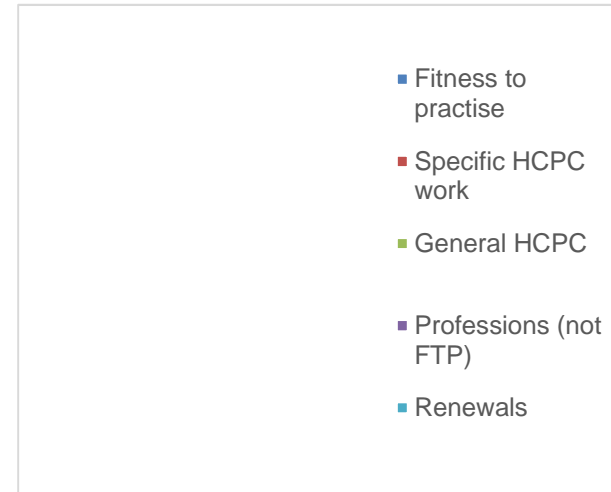 Fitness to
practise
Specific HCPC
work
General HCPC
Professions (not
FTP)
Renewals